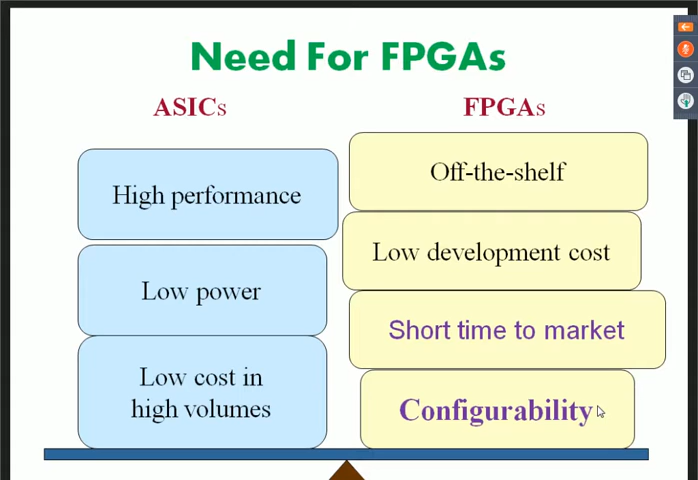 Need For FPGAs
ASICs
FPGAs
High performance
Low power
Low cost in
high volumes
Off-the-shelf
Low development cost
Short time to market
Configurability